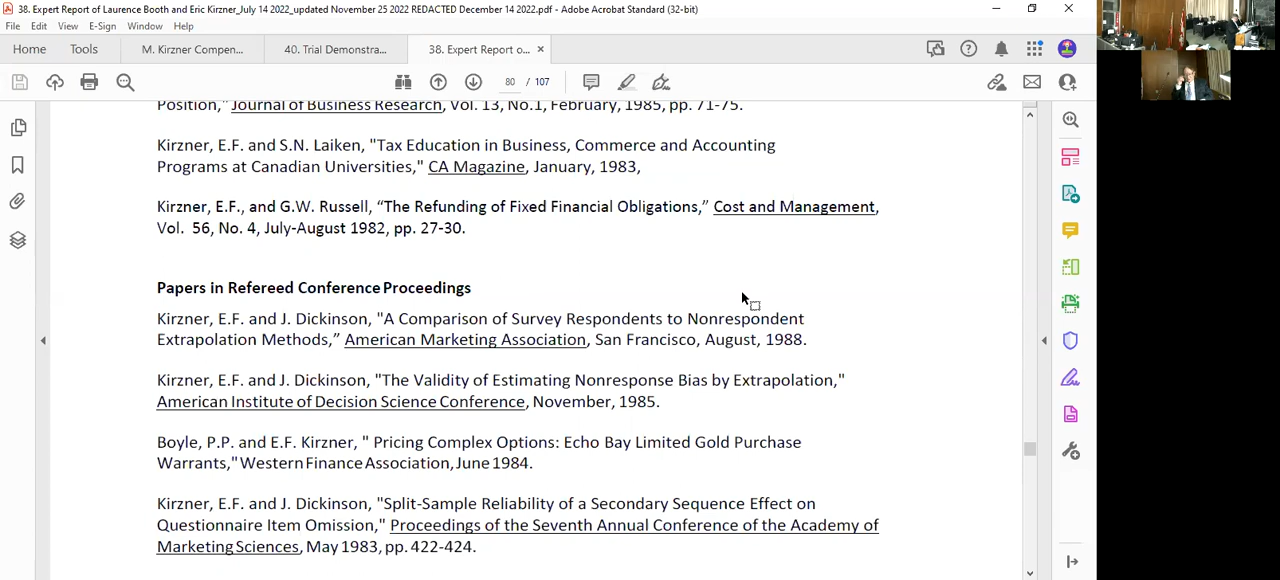 38. Expert Report of Laurence Booth and Eric Kirzner_July 14 2022_updated November 25 2022 REDACTED December 14 2022.pdf - Adobe Acrobat Standard (32-bit)
File Edit View E-Sign Window Help
Home Tools M. Kirzner Compen... 40. Trial Demonstra... 38. Expert Report o... ×
80 / 107
Position," Journal of Business Research, Vol. 13, No.1, February, 1985, pp. 71-75.
Kirzner, E.F. and S.N. Laiken, "Tax Education in Business, Commerce and Accounting
Programs at Canadian Universities," CA Magazine, January, 1983,
Kirzner, E.F., and G.W. Russell, “The Refunding of Fixed Financial Obligations,” Cost and Management,
Vol. 56, No. 4, July-August 1982, pp. 27-30.
Papers in Refereed Conference Proceedings
Kirzner, E.F. and J. Dickinson, "A Comparison of Survey Respondents to Nonrespondent
Extrapolation Methods,” American Marketing Association, San Francisco, August, 1988.
Kirzner, E.F. and J. Dickinson, "The Validity of Estimating Nonresponse Bias by Extrapolation,"
American Institute of Decision Science Conference, November, 1985.
Boyle, P.P. and E.F. Kirzner, " Pricing Complex Options: Echo Bay Limited Gold Purchase
Warrants," Western Finance Association, June 1984.
Kirzner, E.F. and J. Dickinson, "Split-Sample Reliability of a Secondary Sequence Effect on
Questionnaire Item Omission," Proceedings of the Seventh Annual Conference of the Academy of
Marketing Sciences, May 1983, pp. 422-424.